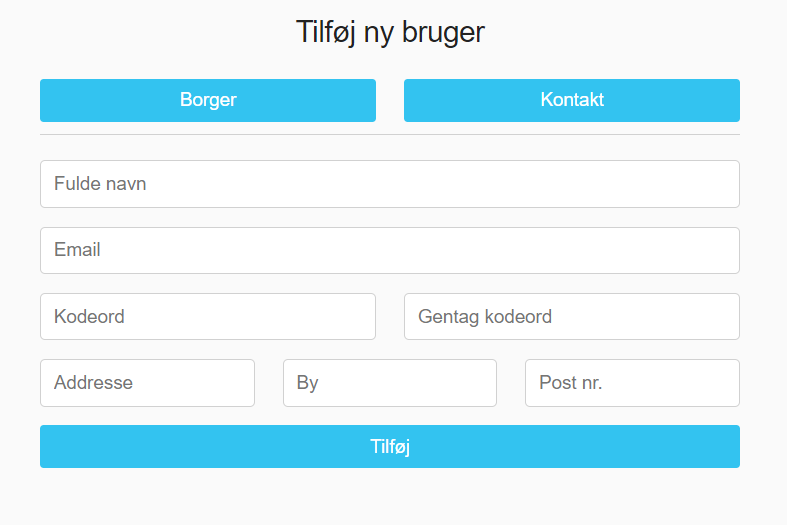 Tilføj ny bruger
Borger Kontakt
Fulde navn
Email
Kodeord Gentag kodeord
Addresse By Post nr.
Tilføj